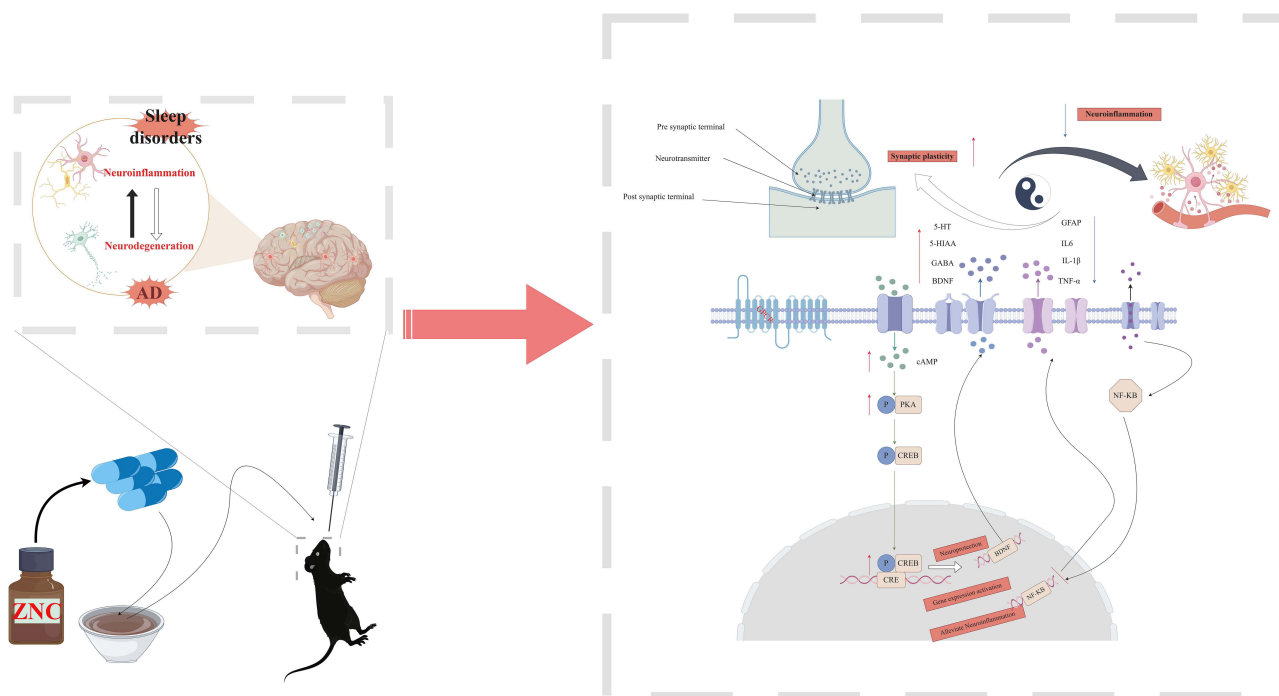 Sleep
disorders
Neuroinflammation
Neurodegeneration
AD
ZNC
Pre synaptic terminal
Neurotransmitter
Post synaptic terminal
Synaptic plasticity
Neuroinflammation
5-HT
5-HIAA
GABA
BDNF
GFAP
IL6
IL-1β
TNF-α
GPCR
cAMP
P PKA
P CREB
NF-KB
P CREB
CRE
Neuroprotection
BDNF
Gene expression activation
NF-KB
Alleviate Neuroinflammation